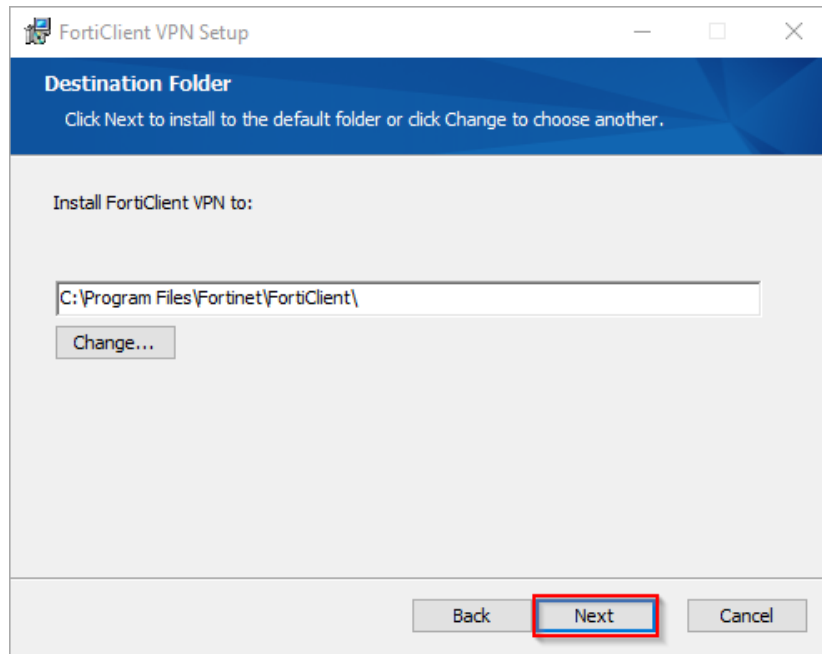 FortiClient VPN Setup
Destination Folder
Click Next to install to the default folder or click Change to choose another.
Install FortiClient VPN to:
C:\Program Files\Fortinet\FortiClient\
Change...
Back Next Cancel